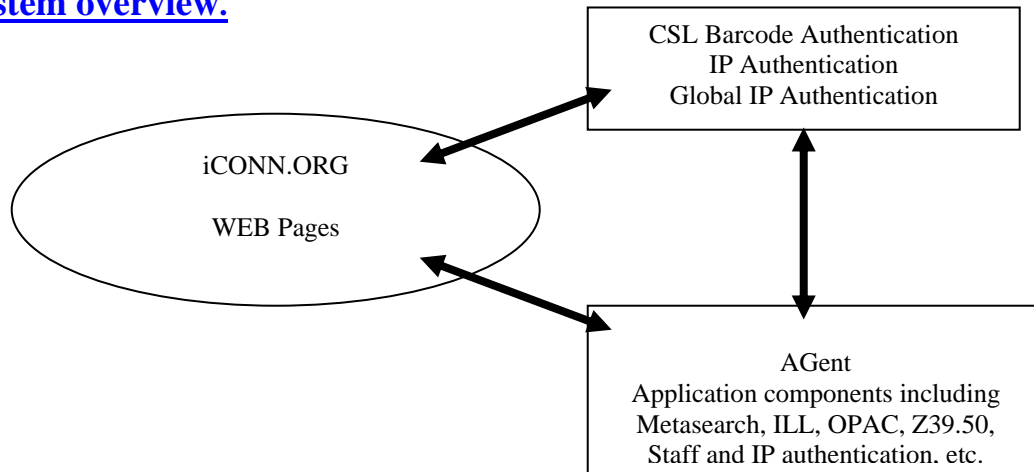 stem overview.
CSL Barcode Authentication
IP Authentication
Global IP Authentication
iCONN.ORG
WEB Pages
AGent
Application components including
Metasearch, ILL, OPAC, Z39.50,
Staff and IP authentication, etc.